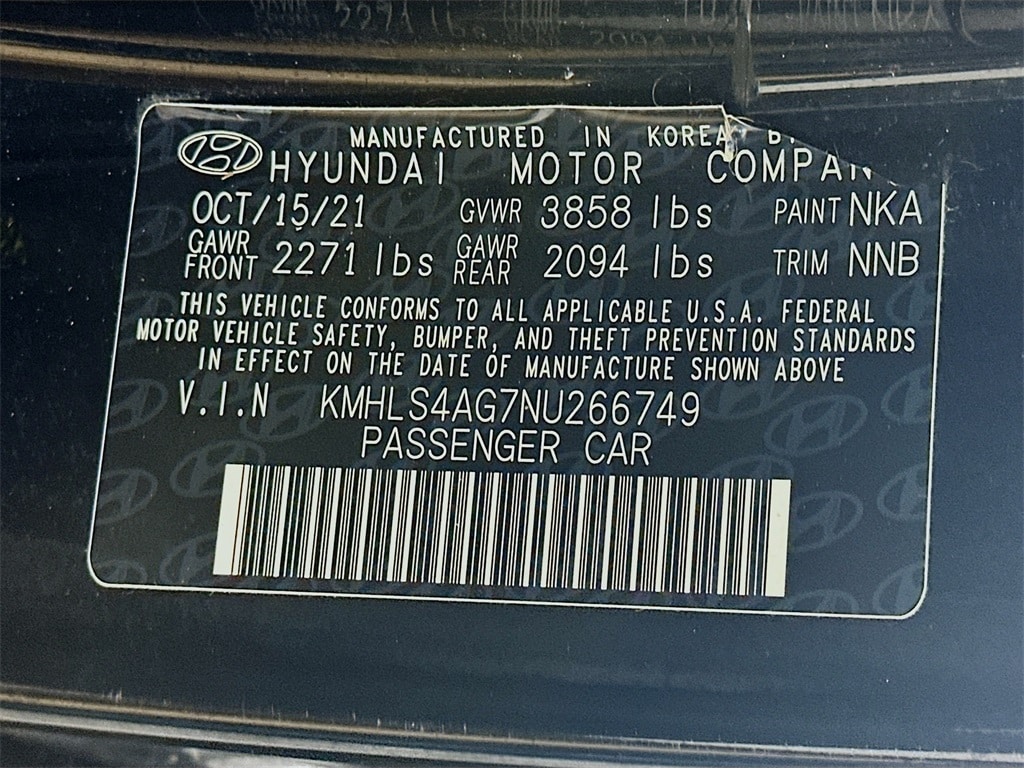 MANUFACTURED IN KOREA
HYUNDAI MOTOR
OCT/15/21 GVWR 3858 lbs PAINT NKA
GAWR FRONT 2271 lbs GAWR REAR 2094 lbs TRIM NNB
THIS VEHICLE CONFORMS TO ALL APPLICABLE U.S.A. FEDERAL
MOTOR VEHICLE SAFETY, BUMPER, AND THEFT PREVENTION STANDARDS
IN EFFECT ON THE DATE OF MANUFACTURE SHOWN ABOVE
V.I.N KMHLS4AG7NU266749
PASSENGER CAR